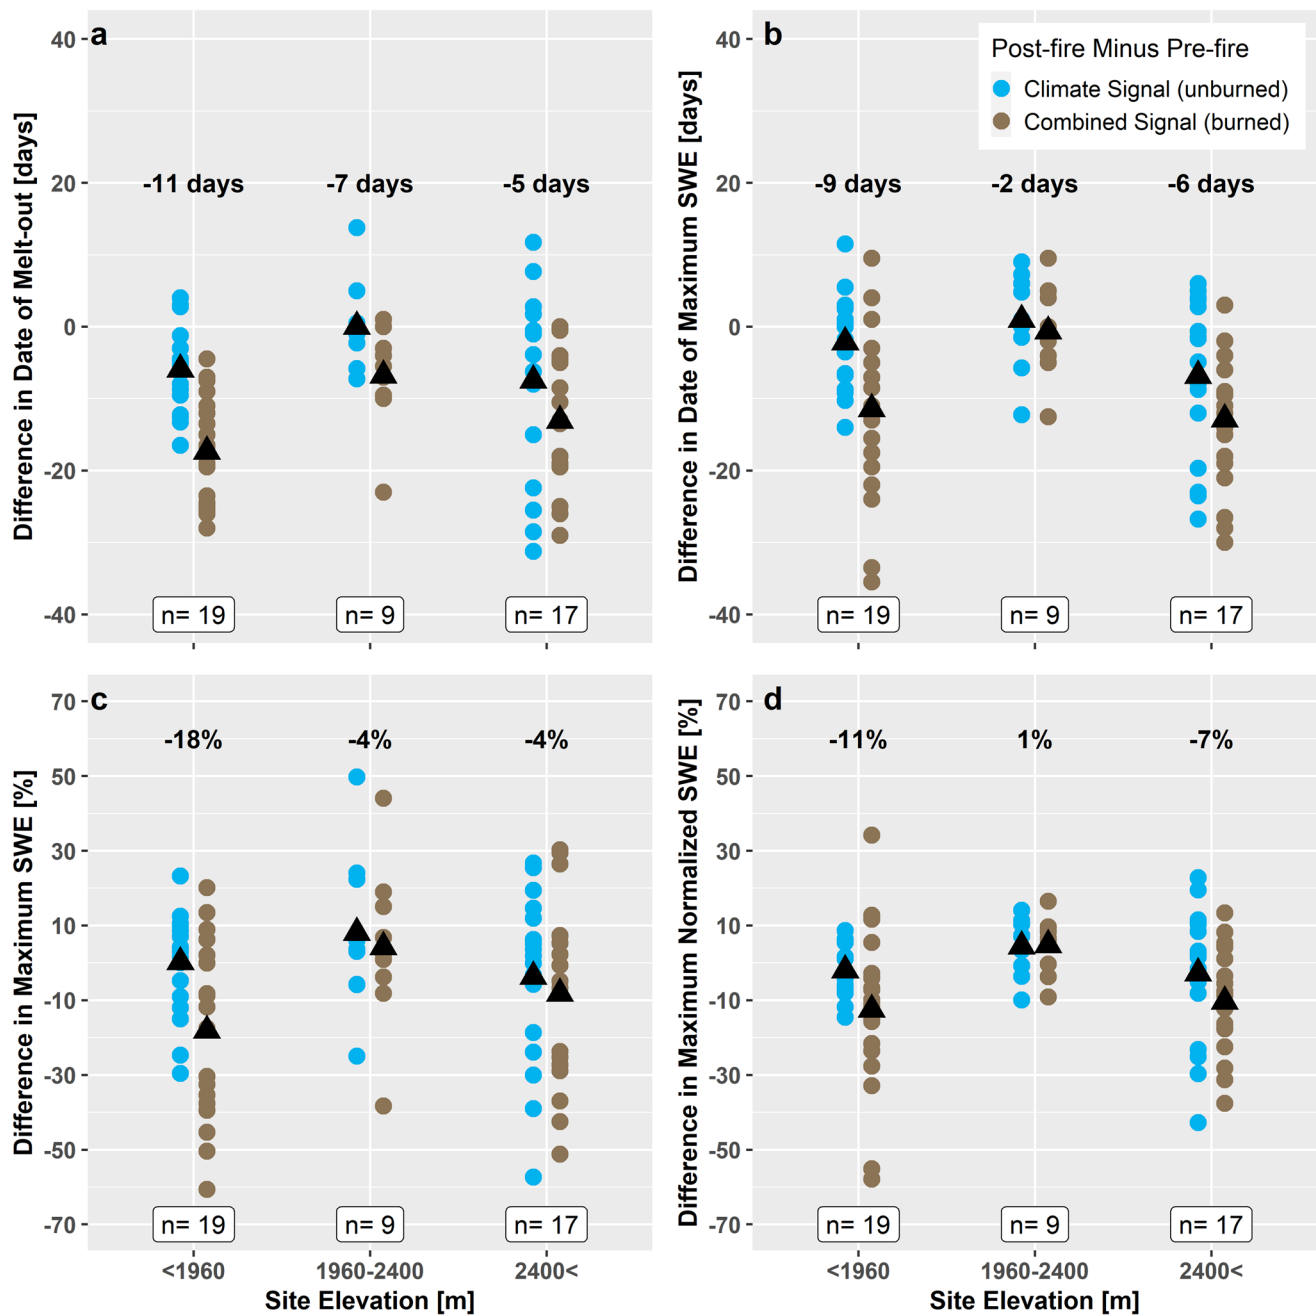 a
Difference in Date of Melt-out [days]
40
20
0
-20
-40
-11 days
-7 days
-5 days
n= 19
n= 9
n= 17
b
Difference in Date of Maximum SWE [days]
40
20
0
-20
-40
Post-fire Minus Pre-fire
Climate Signal (unburned)
Combined Signal (burned)
-9 days
-2 days
-6 days
n= 19
n= 9
n= 17
c
Difference in Maximum SWE [%]
70
50
30
10
-10
-30
-50
-70
-18%
-4%
-4%
n= 19
n= 9
n= 17
<1960
1960-2400
2400<
Site Elevation [m]
d
Difference in Maximum Normalized SWE [%]
70
50
30
10
-10
-30
-50
-70
-11%
1%
-7%
n= 19
n= 9
n= 17
<1960
1960-2400
2400<
Site Elevation [m]